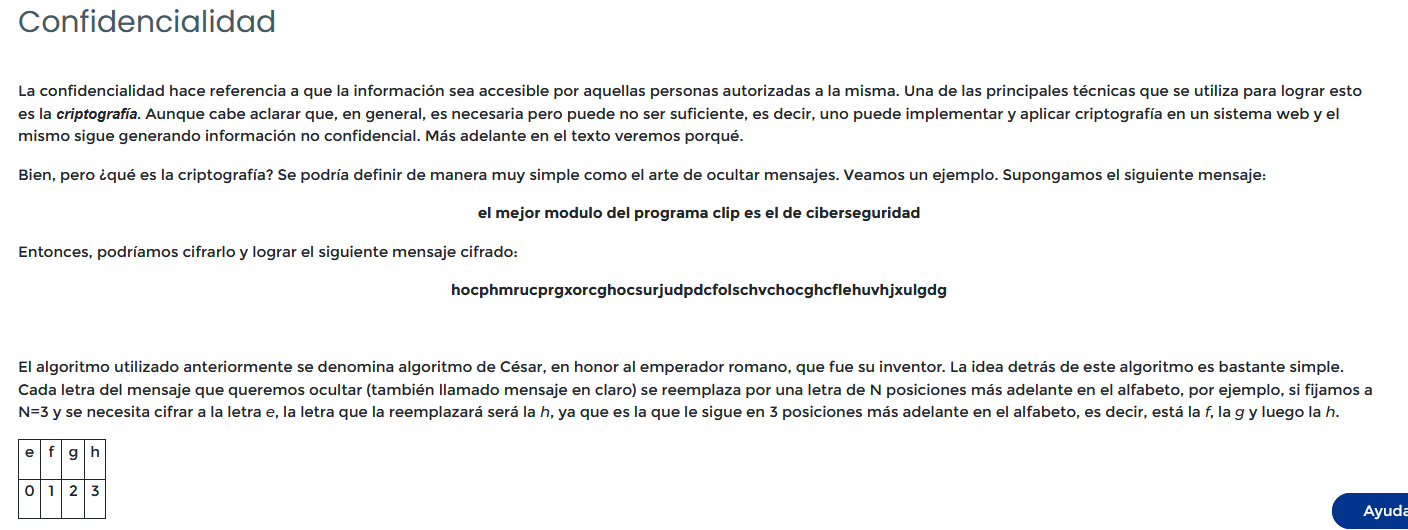 Confidencialidad
La confidencialidad hace referencia a que la información sea accesible por aquellas personas autorizadas a la misma. Una de las principales técnicas que se utiliza para lograr esto
es la criptografía. Aunque cabe aclarar que, en general, es necesaria pero puede no ser suficiente, es decir, uno puede implementar y aplicar criptografía en un sistema web y el
mismo sigue generando información no confidencial. Más adelante en el texto veremos porqué.
Bien, pero ¿qué es la criptografía? Se podría definir de manera muy simple como el arte de ocultar mensajes. Veamos un ejemplo. Supongamos el siguiente mensaje:
el mejor modulo del programa clip es el de ciberseguridad
Entonces, podríamos cifrarlo y lograr el siguiente mensaje cifrado:
hocphmrucprgxorcghocsurjudpdcfolschvchocghcflehuvhjxulgdg
El algoritmo utilizado anteriormente se denomina algoritmo de César, en honor al emperador romano, que fue su inventor. La idea detrás de este algoritmo es bastante simple.
Cada letra del mensaje que queremos ocultar (también llamado mensaje en claro) se reemplaza por una letra de N posiciones más adelante en el alfabeto, por ejemplo, si fijamos a
N=3 y se necesita cifrar a la letra e, la letra que la reemplazará será la h, ya que es la que le sigue en 3 posiciones más adelante en el alfabeto, es decir, está la f, la g y luego la h.
e f g h
0 1 2 3
Ayuda